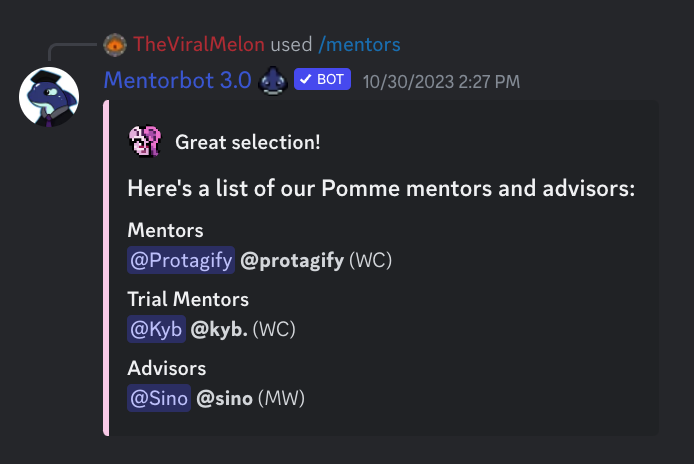 TheViralMelon used /mentors
Mentorbot 3.0 BOT 10/30/2023 2:27 PM
Great selection!
Here's a list of our Pomme mentors and advisors:
Mentors
@Protagify @protagify (WC)
Trial Mentors
@Kyb @kyb. (WC)
Advisors
@Sino @sino (MW)